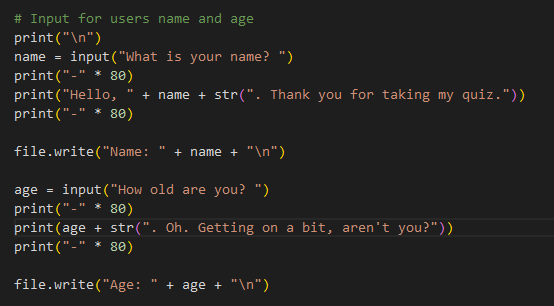 # Input for users name and age
print("\n")
name = input("What is your name? ")
print("-" * 80)
print("Hello, " + name + str(". Thank you for taking my quiz."))
print("-" * 80)
file.write("Name: " + name + "\n")
age = input("How old are you? ")
print("-" * 80)
print(age + str(". Oh. Getting on a bit, aren't you?"))
print("-" * 80)
file.write("Age: " + age + "\n")